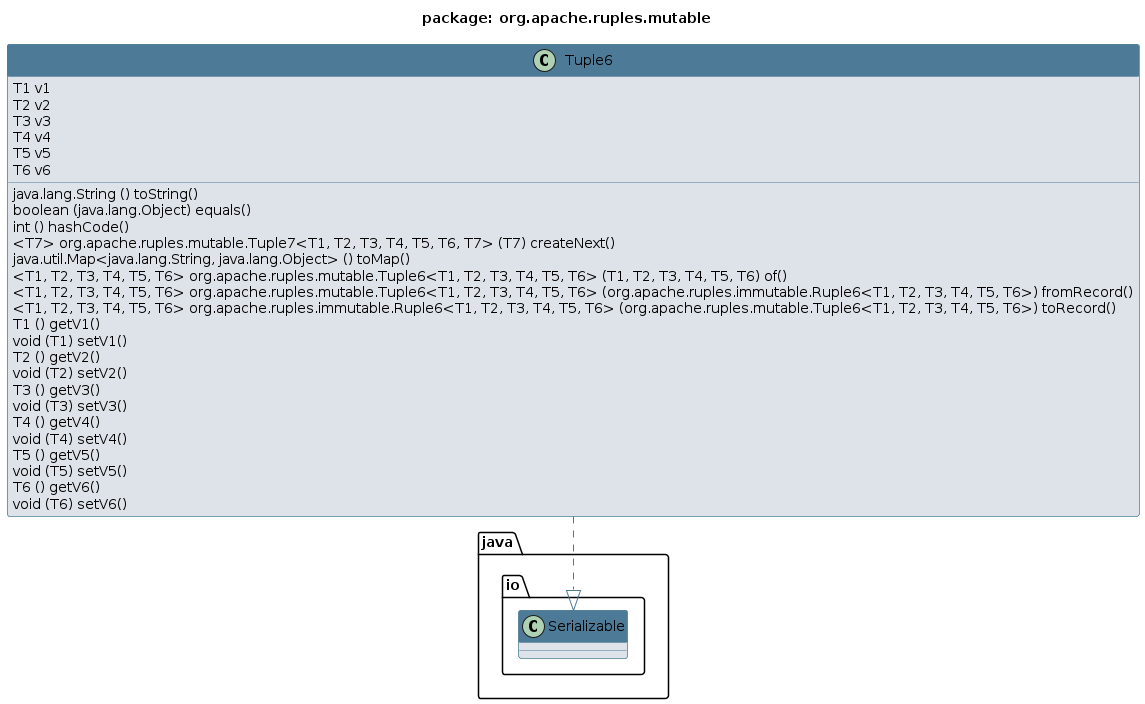 package: org.apache.ruples.mutable
C Tuple6
T1 v1
T2 v2
T3 v3
T4 v4
T5 v5
T6 v6
java.lang.String () toString()
boolean (java.lang.Object) equals()
int () hashCode()
<T7> org.apache.ruples.mutable.Tuple7<T1, T2, T3, T4, T5, T6, T7> (T7) createNext()
java.util.Map<java.lang.String, java.lang.Object> () toMap()
<T1, T2, T3, T4, T5, T6> org.apache.ruples.mutable.Tuple6<T1, T2, T3, T4, T5, T6> (T1, T2, T3, T4, T5, T6) of()
<T1, T2, T3, T4, T5, T6> org.apache.ruples.mutable.Tuple6<T1, T2, T3, T4, T5, T6> (org.apache.ruples.immutable.Ruple6<T1, T2, T3, T4, T5, T6>) fromRecord()
<T1, T2, T3, T4, T5, T6> org.apache.ruples.immutable.Ruple6<T1, T2, T3, T4, T5, T6> (org.apache.ruples.mutable.Tuple6<T1, T2, T3, T4, T5, T6>) toRecord()
T1 () getV1()
void (T1) setV1()
T2 () getV2()
void (T2) setV2()
T3 () getV3()
void (T3) setV3()
T4 () getV4()
void (T4) setV4()
T5 () getV5()
void (T5) setV5()
T6 () getV6()
void (T6) setV6()
java
io
C Serializable